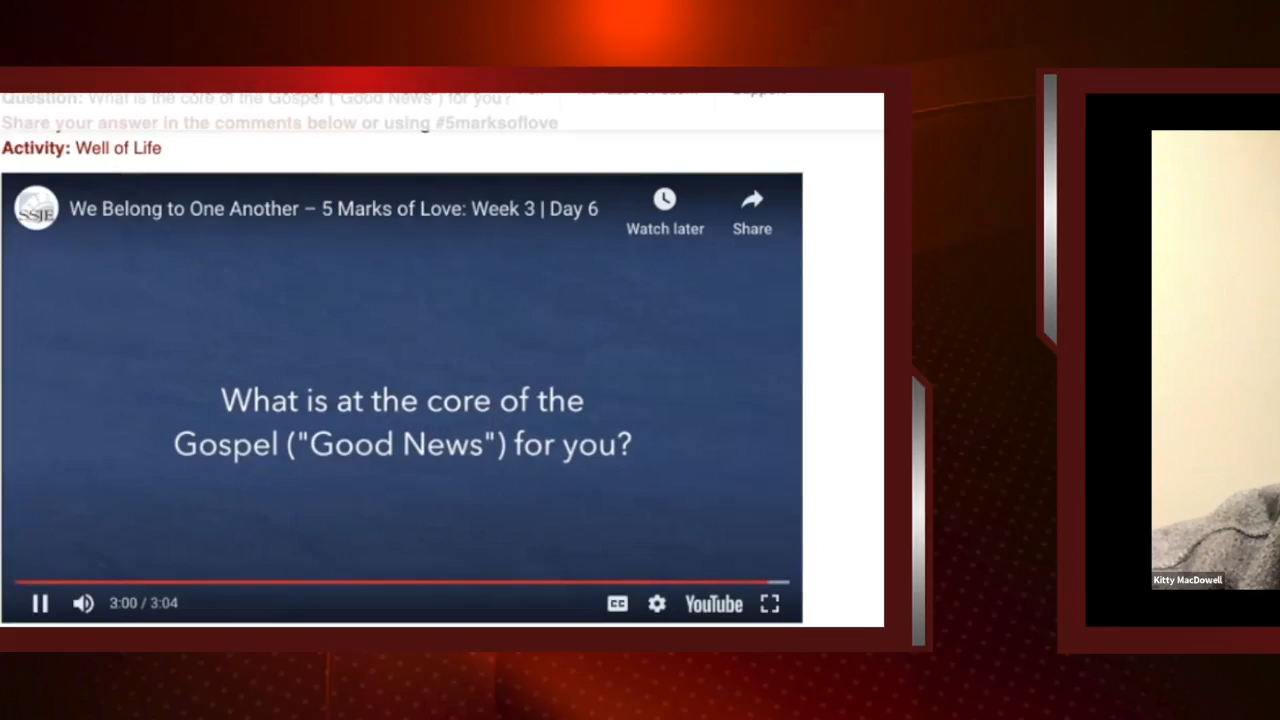 Question: What is the core of the Gospel ("Good News") for you?
Share your answer in the comments below or using #5marksoflove
Activity: Well of Life
SSJE
We Belong to One Another – 5 Marks of Love: Week 3 | Day 6
Watch later
Share
What is at the core of the
Gospel ("Good News") for you?
3:00 / 3:04
CC
YouTube
Kitty MacDowell